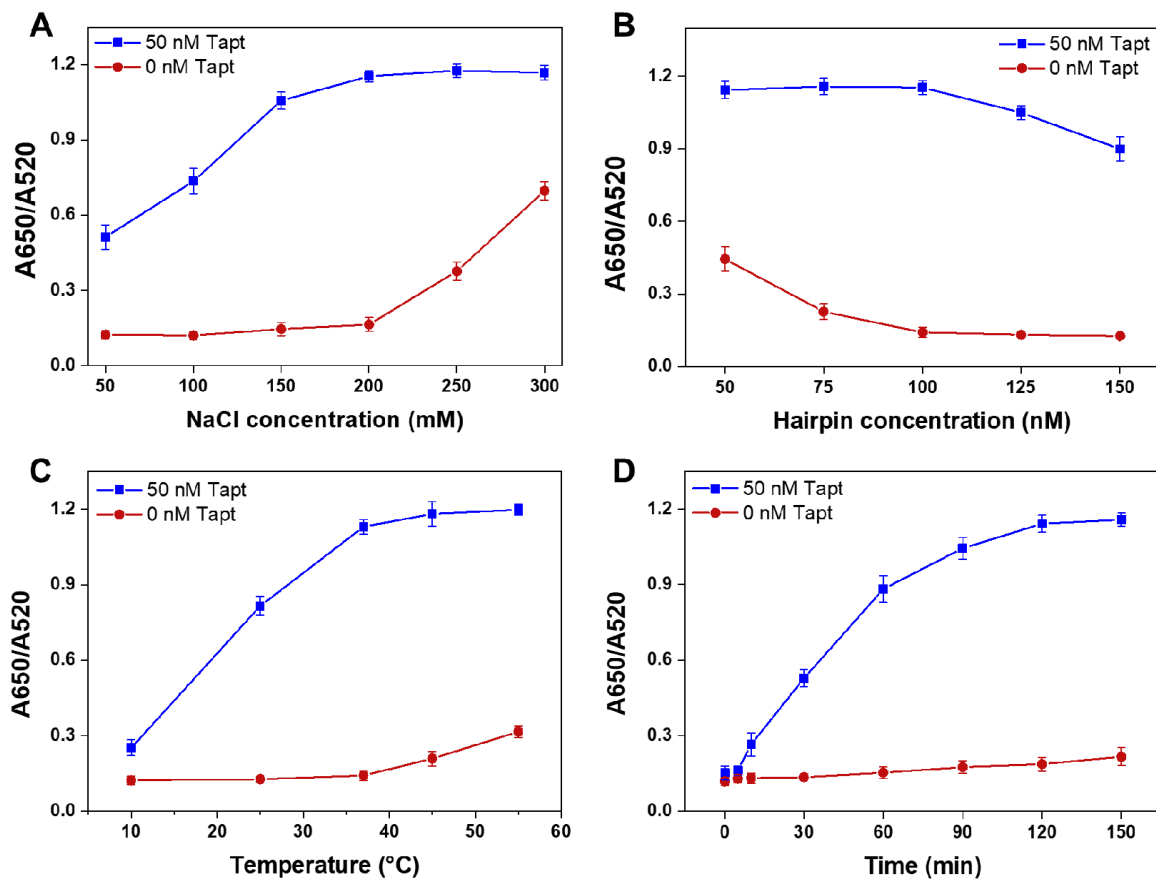 A
50 nM Tapt
0 nM Tapt
1.2
0.9
0.6
0.3
0.0
A650/A520
50 100 150 200 250 300
NaCl concentration (mM)
B
50 nM Tapt
0 nM Tapt
1.2
0.9
0.6
0.3
0.0
A650/A520
50 75 100 125 150
Hairpin concentration (nM)
C
50 nM Tapt
0 nM Tapt
1.2
0.9
0.6
0.3
0.0
A650/A520
10 20 30 40 50 60
Temperature (°C)
D
50 nM Tapt
0 nM Tapt
1.2
0.9
0.6
0.3
0.0
A650/A520
0 30 60 90 120 150
Time (min)